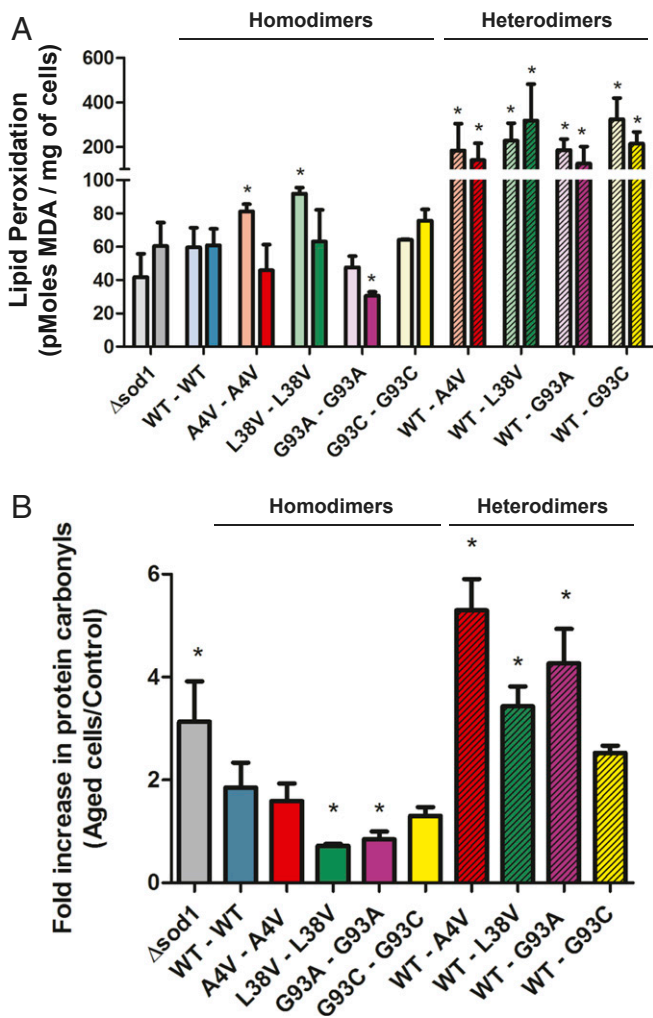 A
Homodimers
Heterodimers
Lipid Peroxidation
(pMoles MDA / mg of cells)
600
400
200
100
80
60
40
20
0
* * * * * * * * * * *
Δsod1
WT - WT
A4V - A4V
L38V - L38V
G93A - G93A
G93C - G93C
WT - A4V
WT - L38V
WT - G93A
WT - G93C
B
Homodimers
Heterodimers
Fold increase in protein carbonyls
(Aged cells/Control)
6
4
2
0
* * * * * *
Δsod1
WT - WT
A4V - A4V
L38V - L38V
G93A - G93A
G93C - G93C
WT - A4V
WT - L38V
WT - G93A
WT - G93C